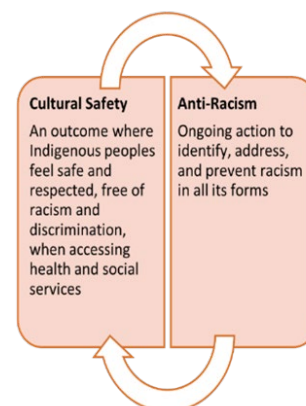 Cultural Safety
An outcome where
Indigenous peoples
feel safe and
respected, free of
racism and
discrimination,
when accessing
health and social
services
Anti-Racism
Ongoing action to
identify, address,
and prevent racism
in all its forms